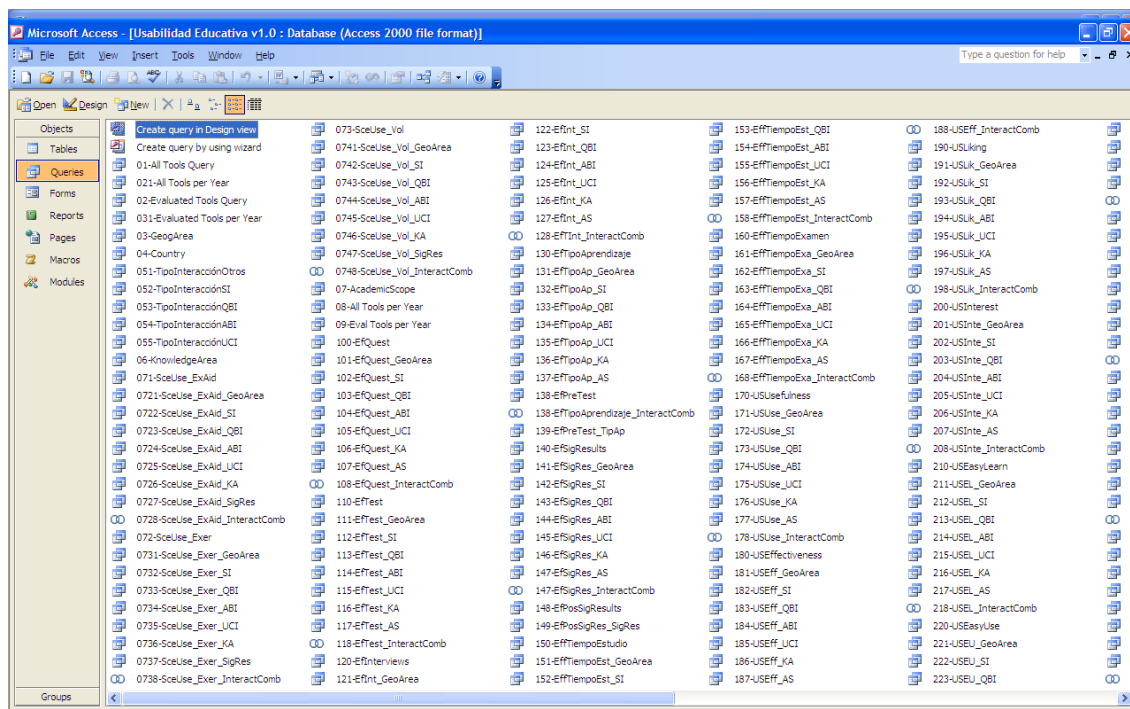 Microsoft Access - [Usabilidad Educativa v1.0 : Database (Access 2000 file format)]
File Edit View Insert Tools Window Help
Type a question for help
Open Design New
Objects
Tables
Queries
Forms
Reports
Pages
Macros
Modules
Groups
Create query in Design view
Create query by using wizard
01-All Tools Query
021-All Tools per Year
02-Evaluated Tools Query
031-Evaluated Tools per Year
03-GeogArea
04-Country
051-TipoInteracciónOtros
052-TipoInteracciónSI
053-TipoInteracciónQBI
054-TipoInteracciónABI
055-TipoInteracciónUCI
06-KnowledgeArea
071-SceUse_ExAid
0721-SceUse_ExAid_GeoArea
0722-SceUse_ExAid_SI
0723-SceUse_ExAid_QBI
0724-SceUse_ExAid_ABI
0725-SceUse_ExAid_UCI
0726-SceUse_ExAid_KA
0727-SceUse_ExAid_SigRes
0728-SceUse_ExAid_InteractComb
072-SceUse_Exer
0731-SceUse_Exer_GeoArea
0732-SceUse_Exer_SI
0733-SceUse_Exer_QBI
0734-SceUse_Exer_ABI
0735-SceUse_Exer_UCI
0736-SceUse_Exer_KA
0737-SceUse_Exer_SigRes
0738-SceUse_Exer_InteractComb
073-SceUse_Vol
0741-SceUse_Vol_GeoArea
0742-SceUse_Vol_SI
0743-SceUse_Vol_QBI
0744-SceUse_Vol_ABI
0745-SceUse_Vol_UCI
0746-SceUse_Vol_KA
0747-SceUse_Vol_SigRes
0748-SceUse_Vol_InteractComb
07-AcademicScope
08-All Tools per Year
09-Eval Tools per Year
100-EfQuest
101-EfQuest_GeoArea
102-EfQuest_SI
103-EfQuest_QBI
104-EfQuest_ABI
105-EfQuest_UCI
106-EfQuest_KA
107-EfQuest_AS
108-EfQuest_InteractComb
110-EfTest
111-EfTest_GeoArea
112-EfTest_SI
113-EfTest_QBI
114-EfTest_ABI
115-EfTest_UCI
116-EfTest_KA
117-EfTest_AS
118-EfTest_InteractComb
120-EfInterviews
121-EfInt_GeoArea
122-EfInt_SI
123-EfInt_QBI
124-EfInt_ABI
125-EfInt_UCI
126-EfInt_KA
127-EfInt_AS
128-EfTInt_InteractComb
130-EfTipoAprendizaje
131-EfTipoAp_GeoArea
132-EfTipoAp_SI
133-EfTipoAp_QBI
134-EfTipoAp_ABI
135-EfTipoAp_UCI
136-EfTipoAp_KA
137-EfTipoAp_AS
138-EfPreTest
138-EfTipoAprendizaje_InteractComb
139-EfPreTest_TipAp
140-EfSigResults
141-EfSigRes_GeoArea
142-EfSigRes_SI
143-EfSigRes_QBI
144-EfSigRes_ABI
145-EfSigRes_UCI
146-EfSigRes_KA
147-EfSigRes_AS
147-EfSigRes_InteractComb
148-EfPosSigResults
149-EfPosSigRes_SigRes
150-EffTiempoEstudio
151-EffTiempoEst_GeoArea
152-EffTiempoEst_SI
153-EffTiempoEst_QBI
154-EffTiempoEst_ABI
155-EffTiempoEst_UCI
156-EffTiempoEst_KA
157-EffTiempoEst_AS
158-EffTiempoEst_InteractComb
160-EffTiempoExamen
161-EffTiempoExa_GeoArea
162-EffTiempoExa_SI
163-EffTiempoExa_QBI
164-EffTiempoExa_ABI
165-EffTiempoExa_UCI
166-EffTiempoExa_KA
167-EffTiempoExa_AS
168-EffTiempoExa_InteractComb
170-USUsefulness
171-USUse_GeoArea
172-USUse_SI
173-USUse_QBI
174-USUse_ABI
175-USUse_UCI
176-USUse_KA
177-USUse_AS
178-USUse_InteractComb
180-USEffectiveness
181-USEff_GeoArea
182-USEff_SI
183-USEff_QBI
184-USEff_ABI
185-USEff_UCI
186-USEff_KA
187-USEff_AS
188-USEff_InteractComb
190-USLiking
191-USLik_GeoArea
192-USLik_SI
193-USLik_QBI
194-USLik_ABI
195-USLik_UCI
196-USLik_KA
197-USLik_AS
198-USLik_InteractComb
200-USInterest
201-USInte_GeoArea
202-USInte_SI
203-USInte_QBI
204-USInte_ABI
205-USInte_UCI
206-USInte_KA
207-USInte_AS
208-USInte_InteractComb
210-USEasyLearn
211-USEL_GeoArea
212-USEL_SI
213-USEL_QBI
214-USEL_ABI
215-USEL_UCI
216-USEL_KA
217-USEL_AS
218-USEL_InteractComb
220-USEasyUse
221-USEU_GeoArea
222-USEU_SI
223-USEU_QBI